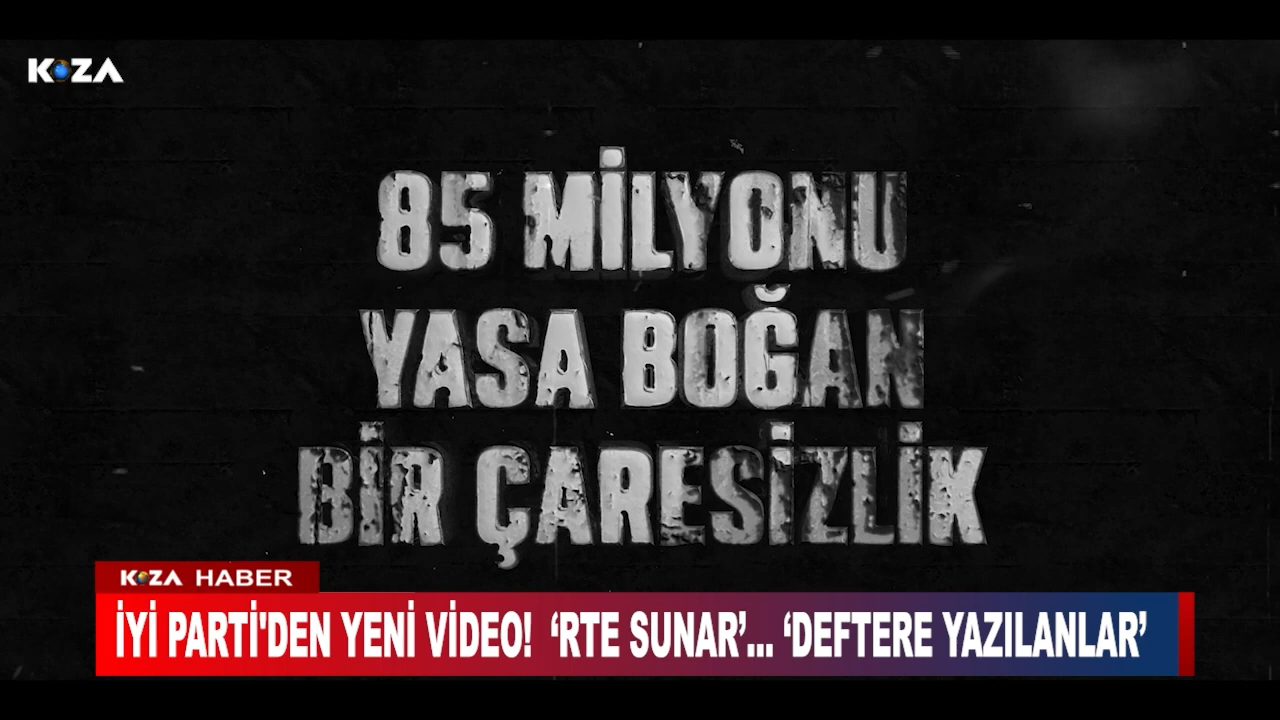 KOZA
85 MİLYONU
YASA BOĞAN
BİR ÇARESİZLİK
KOZA HABER
İYİ PARTİ'DEN YENİ VİDEO! ‘RTE SUNAR’... ‘DEFTERE YAZILANLAR’